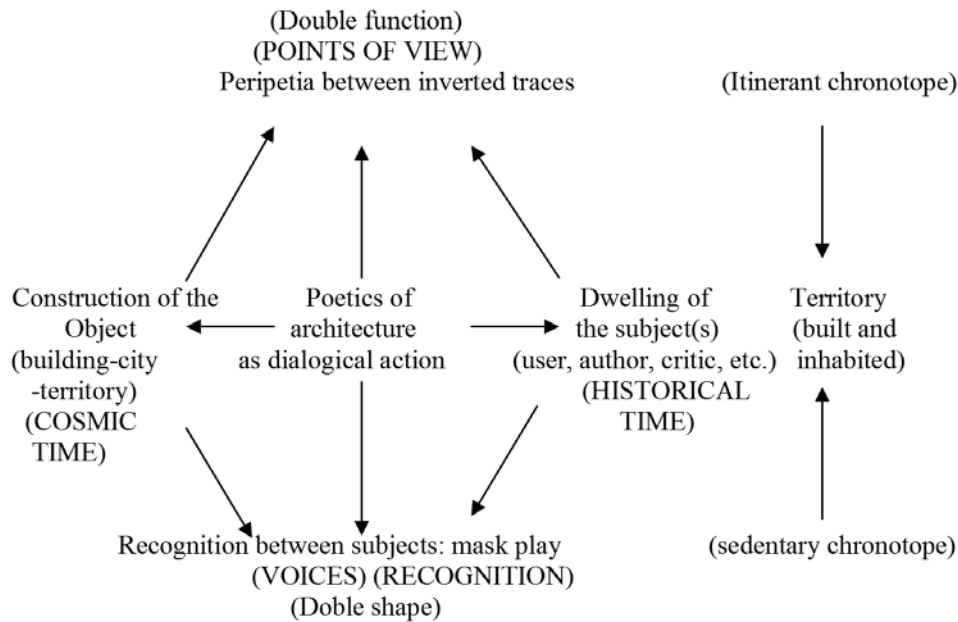 (Double function)
(POINTS OF VIEW)
Peripetia between inverted traces
(Itinerant chronotope)
Construction of the
Object
(building-city
-territory)
(COSMIC
TIME)
Poetics of
architecture
as dialogical action
Dwelling of
the subject(s)
(user, author, critic, etc.)
(HISTORICAL
TIME)
Territory
(built and
inhabited)
Recognition between subjects: mask play
(VOICES) (RECOGNITION)
(Doble shape)
(sedentary chronotope)